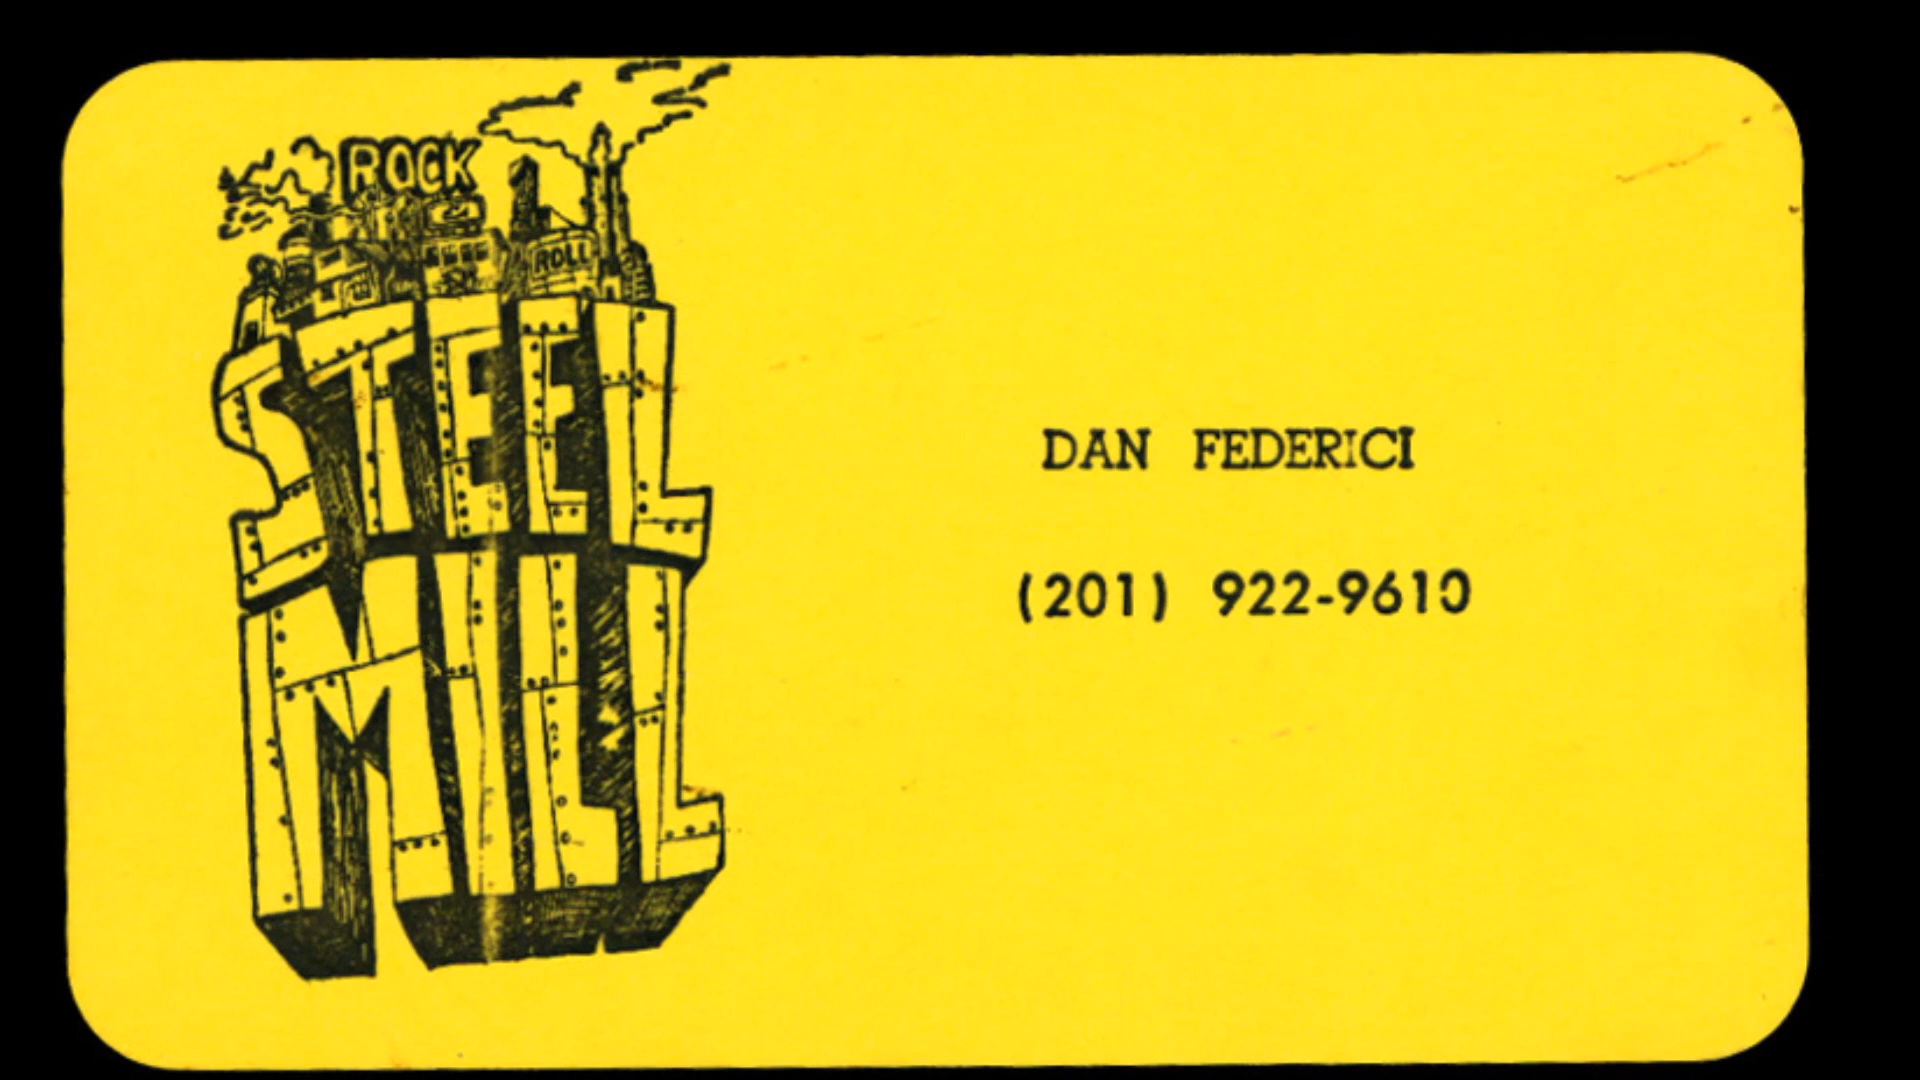 ROCK
ROLL
STEEL
MILL
DAN FEDERICI
(201) 922-9610